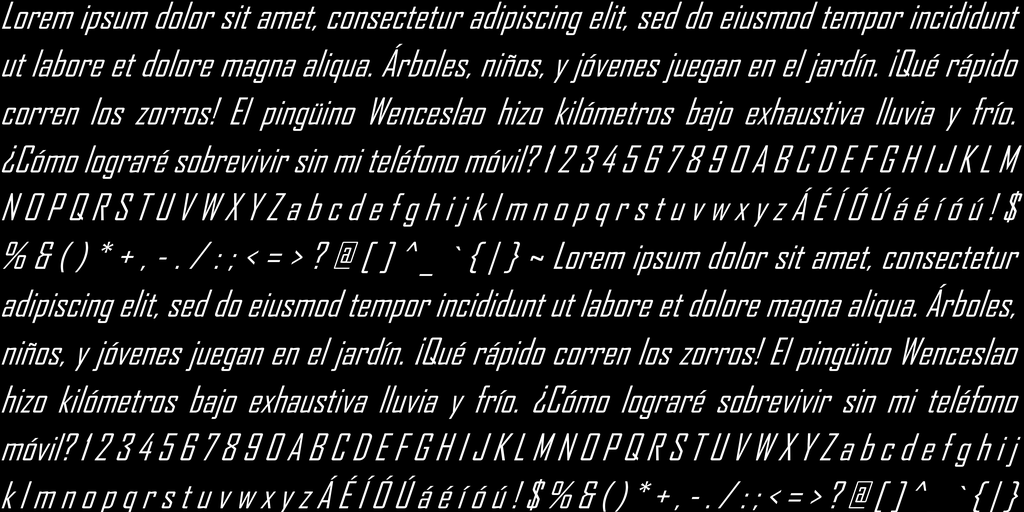 Lorem ipsum dolor sit amet, consectetur adipiscing elit, sed do eiusmod tempor incididunt
ut labore et dolore magna aliqua. Árboles, niños, y jóvenes juegan en el jardín. ¡Qué rápido
corren los zorros! El pingüino Wenceslao hizo kilómetros bajo exhaustiva lluvia y frío.
¿Cómo lograré sobrevivir sin mi teléfono móvil? 1 2 3 4 5 6 7 8 9 0 A B C D E F G H I J K L M
N O P Q R S T U V W X Y Z a b c d e f g h i j k l m n o p q r s t u v w x y z Á É Í Ó Ú á é í ó ú ! $
% & ( ) * + , - . / : ; < = > ? @ [ ] ^ _ ` { | } ~ Lorem ipsum dolor sit amet, consectetur
adipiscing elit, sed do eiusmod tempor incididunt ut labore et dolore magna aliqua. Árboles,
niños, y jóvenes juegan en el jardín. ¡Qué rápido corren los zorros! El pingüino Wenceslao
hizo kilómetros bajo exhaustiva lluvia y frío. ¿Cómo lograré sobrevivir sin mi teléfono
móvil? 1 2 3 4 5 6 7 8 9 0 A B C D E F G H I J K L M N O P Q R S T U V W X Y Z a b c d e f g h i j
k l m n o p q r s t u v w x y z Á É Í Ó Ú á é í ó ú ! $ % & ( ) * + , - . / : ; < = > ? @ [ ] ^ ` { | }